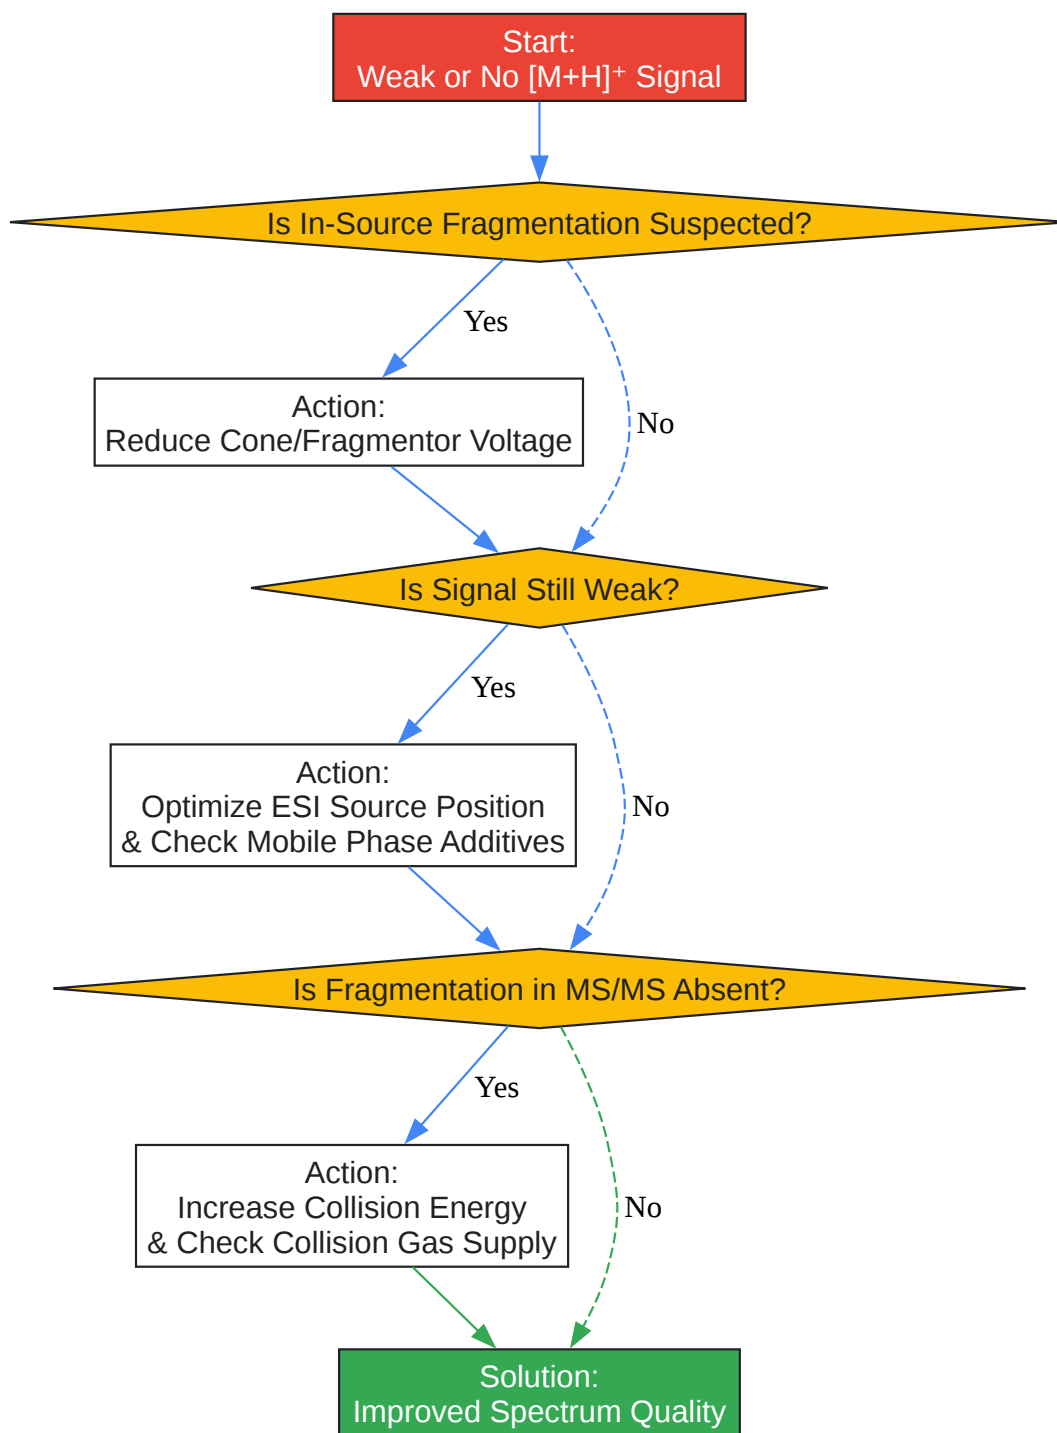 Start:
Weak or No [M+H]⁺ Signal
Is In-Source Fragmentation Suspected?
Yes
Action:
Reduce Cone/Fragmentor Voltage
No
Is Signal Still Weak?
Yes
Action:
Optimize ESI Source Position
& Check Mobile Phase Additives
No
Is Fragmentation in MS/MS Absent?
Yes
Action:
Increase Collision Energy
& Check Collision Gas Supply
No
Solution:
Improved Spectrum Quality